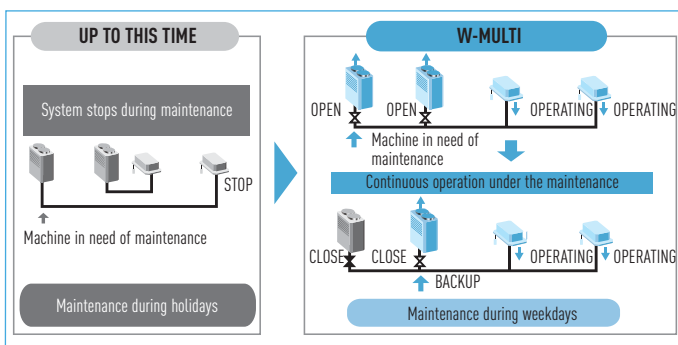 UP TO THIS TIME
System stops during maintenance
STOP
Machine in need of maintenance
Maintenance during holidays
W-MULTI
OPEN
OPEN
OPERATING
OPERATING
Machine in need of
maintenance
Continuous operation under the maintenance
CLOSE
CLOSE
OPERATING
OPERATING
BACKUP
Maintenance during weekdays